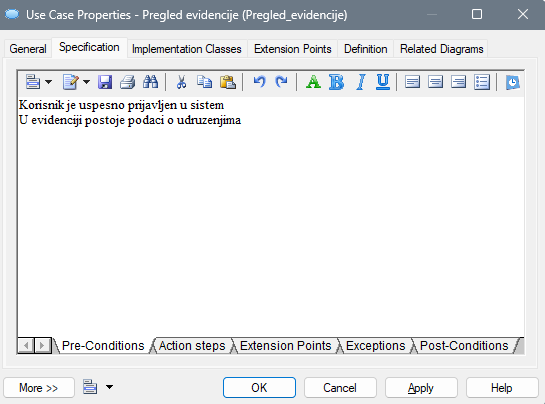 Use Case Properties - Pregled evidencije (Pregled_evidencije)
General Specification Implementation Classes Extension Points Definition Related Diagrams
A B I U
Korisnik je uspesno prijavljen u sistem
U evidenciji postoje podaci o udruzenjima
Pre-Conditions Action steps Extension Points Exceptions Post-Conditions
More >> OK Cancel Apply Help